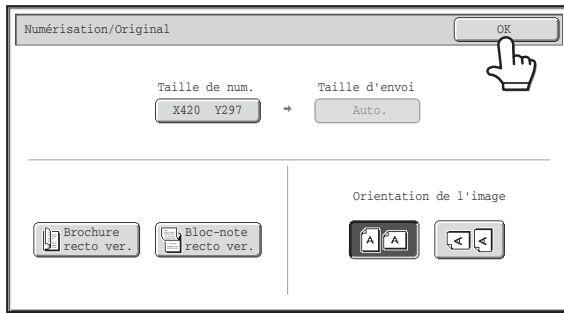 Numérisation/Original
OK
Taille de num.
Taille d'envoi
X420 Y297
Auto.
Orientation de l'image
Brochure
recto ver.
Bloc-note
recto ver.
A A
A A